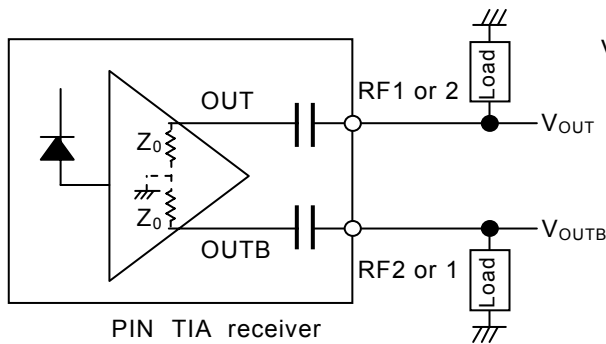 V
Load
OUT
RF1 or 2
Z0
VOUT
Z0
OUTB
VOUTB
RF2 or 1
Load
PIN TIA receiver